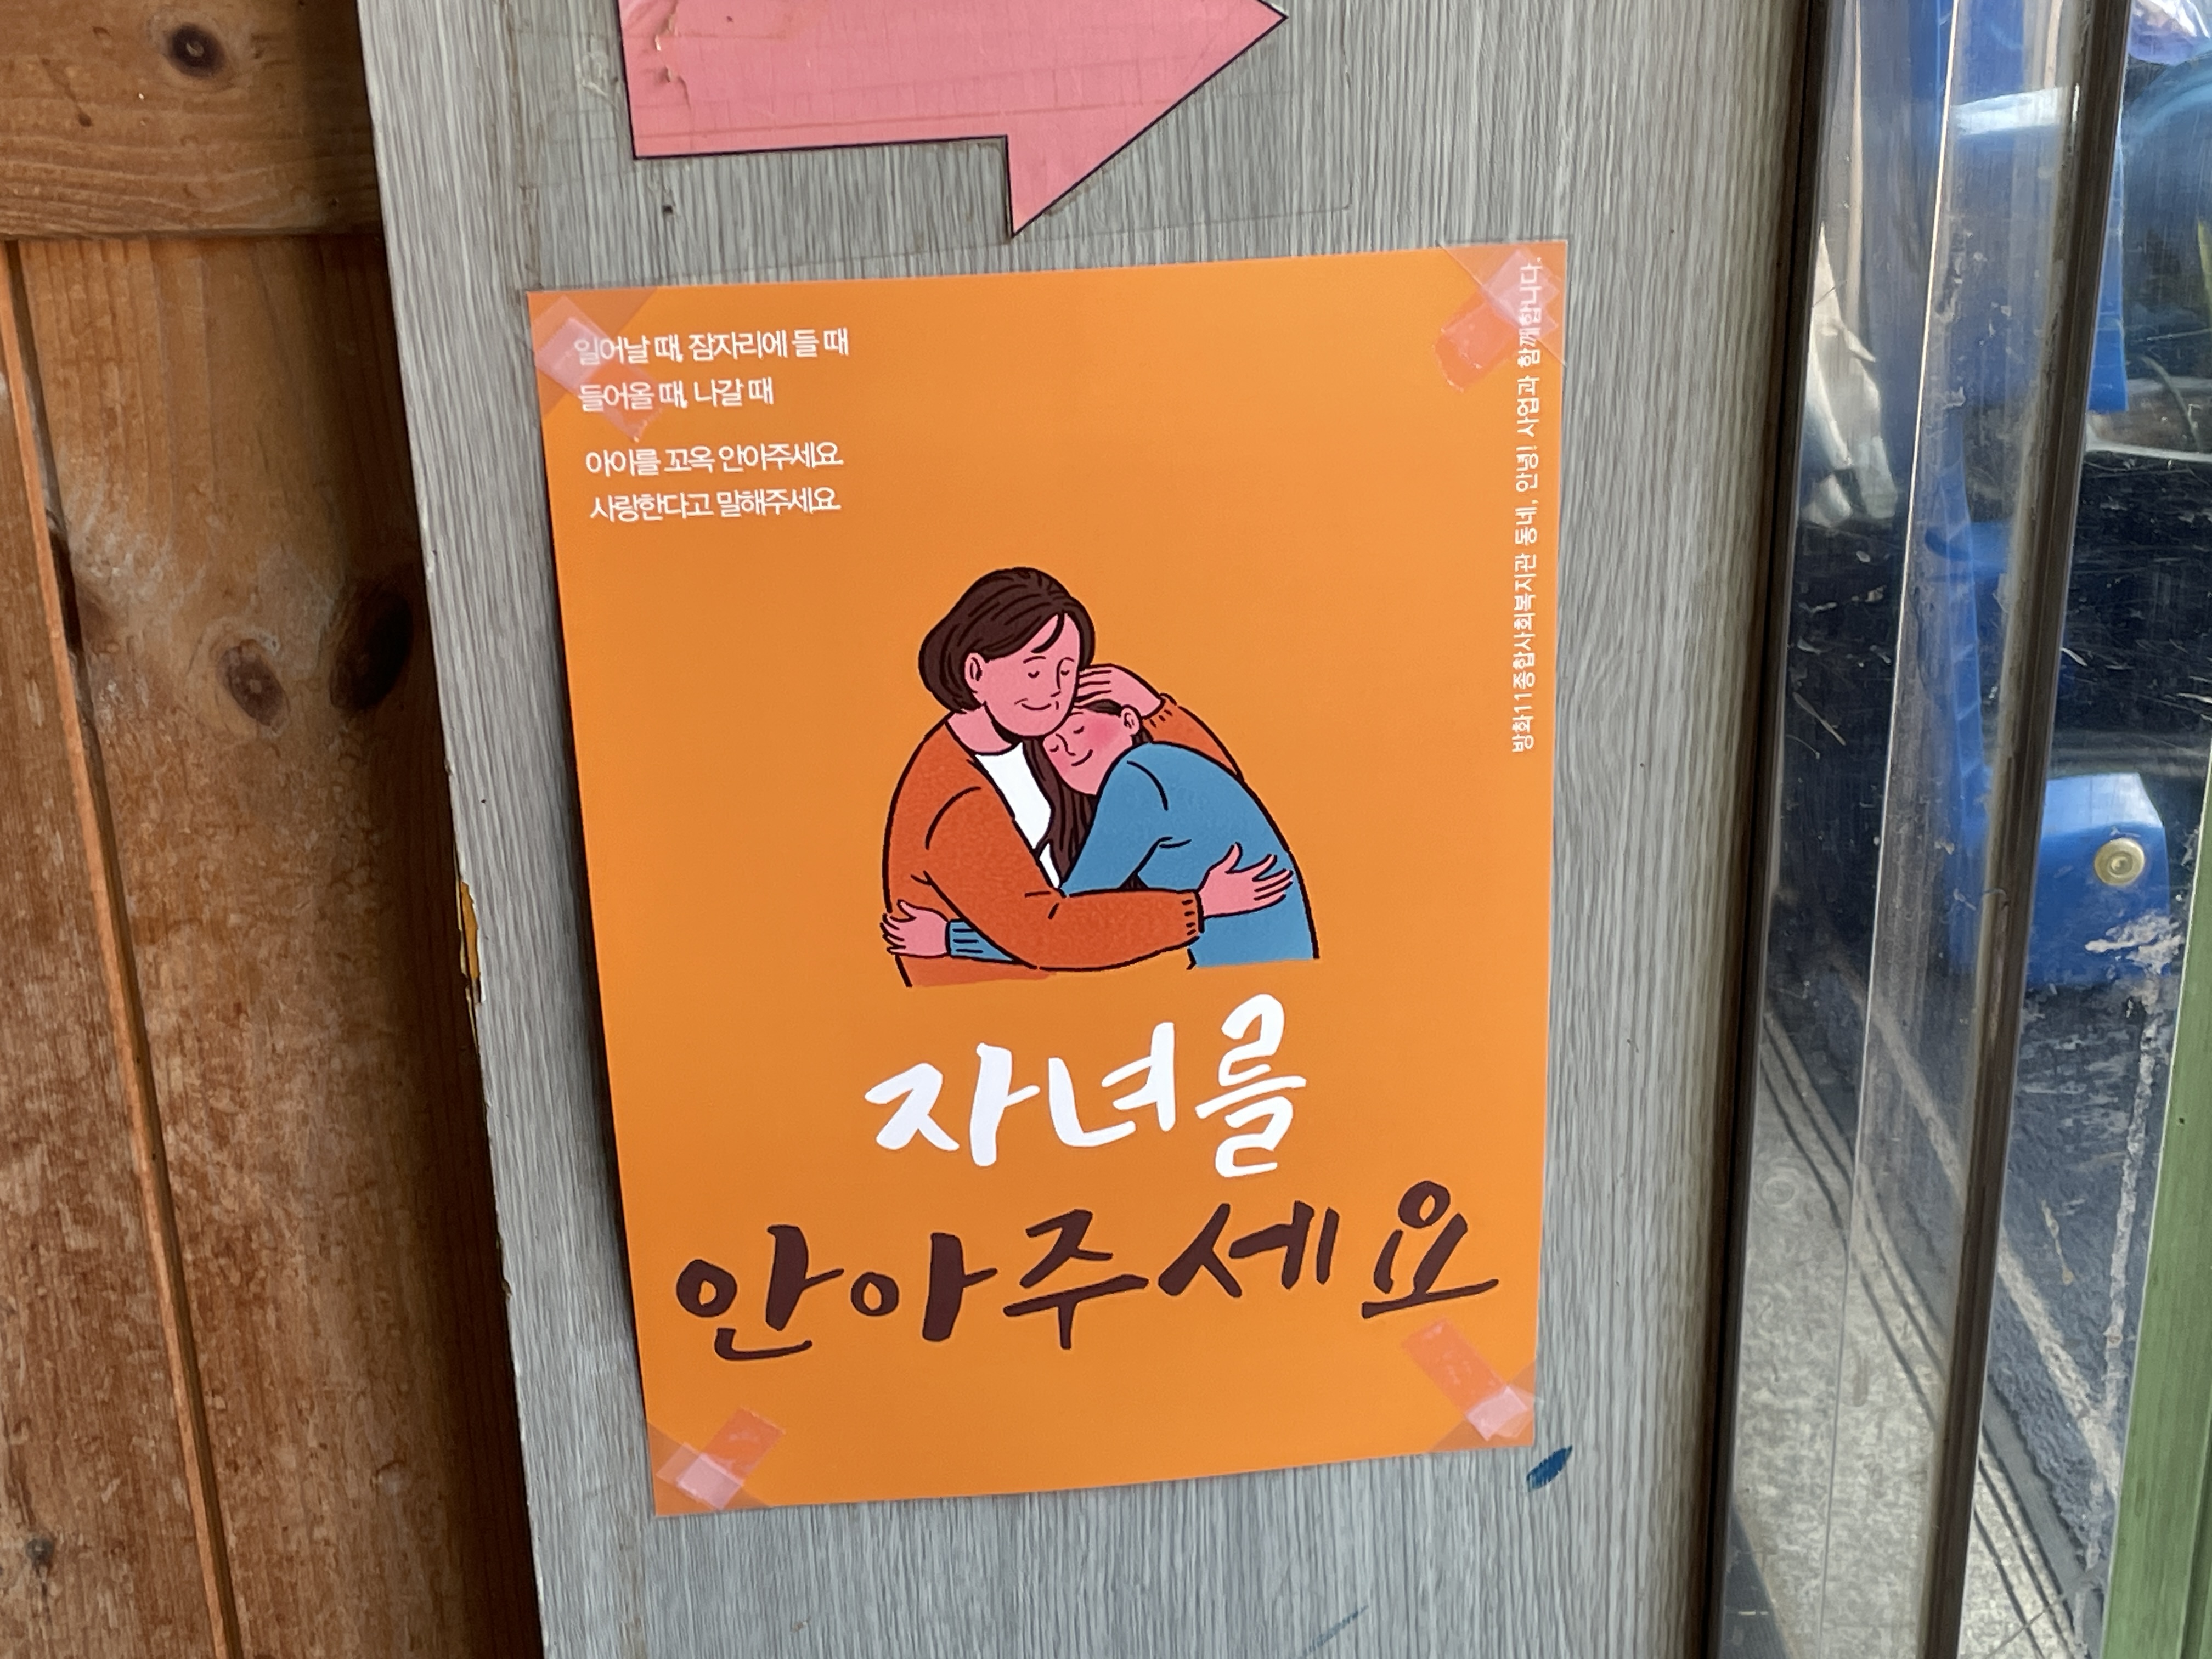 일어날 때, 잠자리에 들 때
들어올 때, 나갈 때
아이를 꼬옥 안아주세요.
사랑한다고 말해주세요.
방화11종합사회복지관 동네, 안녕! 사업과 함께합니다.
자녀를
안아주세요